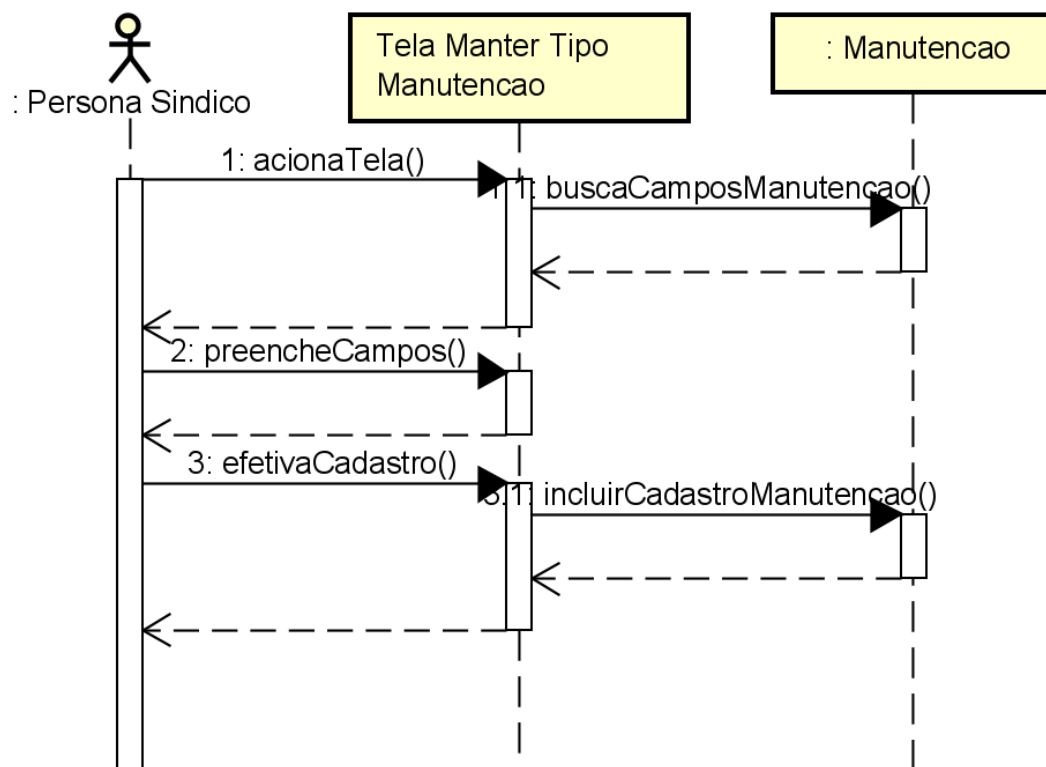 : Persona Sindico
Tela Manter Tipo
Manutencao
: Manutencao
1: acionaTela()
1.1: buscaCamposManutencao()
2: preencheCampos()
3: efetivaCadastro()
3.1: incluirCadastroManutencao()